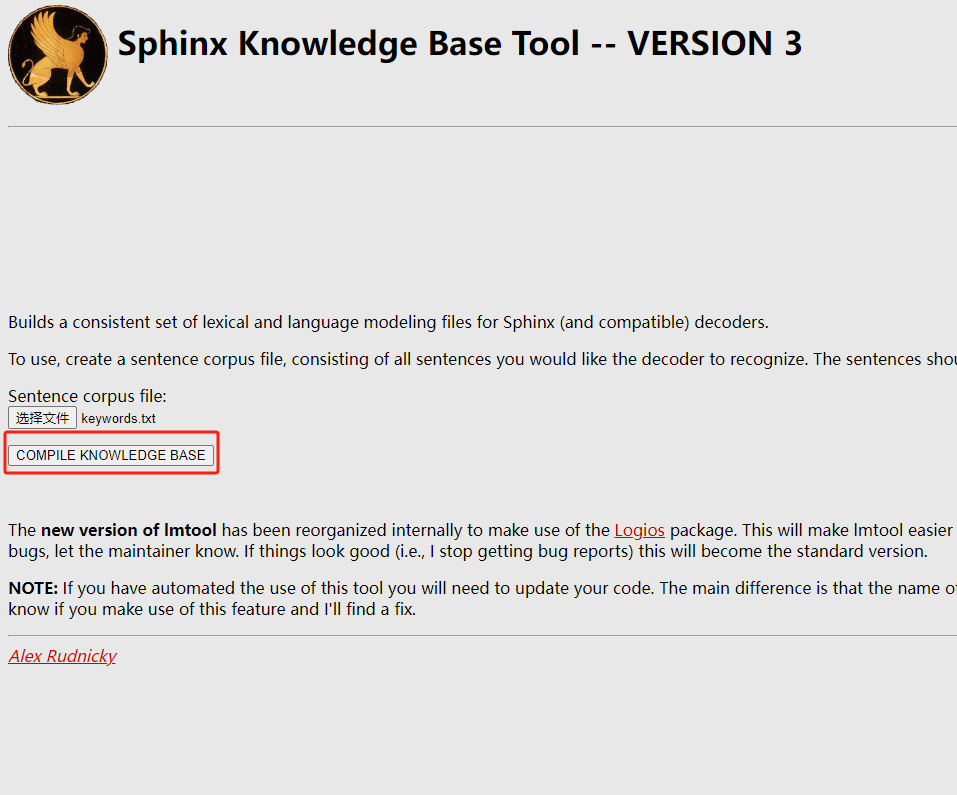 Sphinx Knowledge Base Tool -- VERSION 3
Builds a consistent set of lexical and language modeling files for Sphinx (and compatible) decoders.
To use, create a sentence corpus file, consisting of all sentences you would like the decoder to recognize. The sentences
Sentence corpus file:
选择文件 keywords.txt
COMPILE KNOWLEDGE BASE
The new version of lmtool has been reorganized internally to make use of the Logios package. This will make lmtool easier
bugs, let the maintainer know. If things look good (i.e., I stop getting bug reports) this will become the standard version.
NOTE: If you have automated the use of this tool you will need to update your code. The main difference is that the name
know if you make use of this feature and I'll find a fix.
Alex Rudnicky